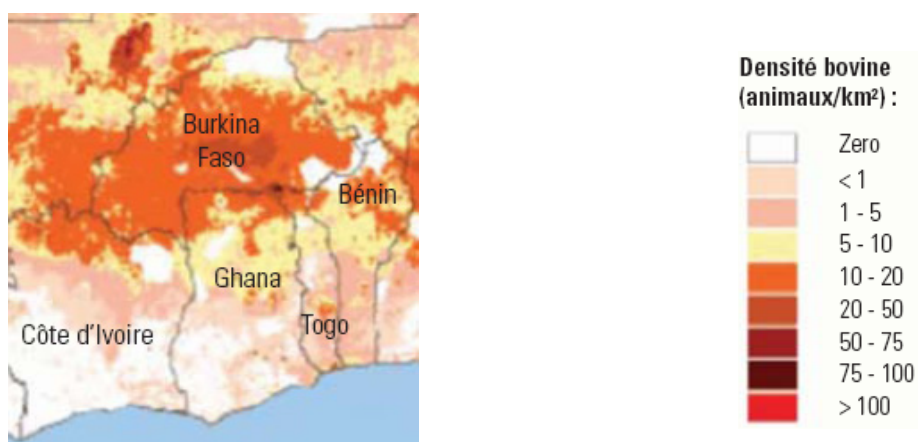 Burkina
Faso
Bénin
Ghana
Togo
Côte d'Ivoire
Densité bovine
(animaux/km²) :
Zero
< 1
1 - 5
5 - 10
10 - 20
20 - 50
50 - 75
75 - 100
> 100